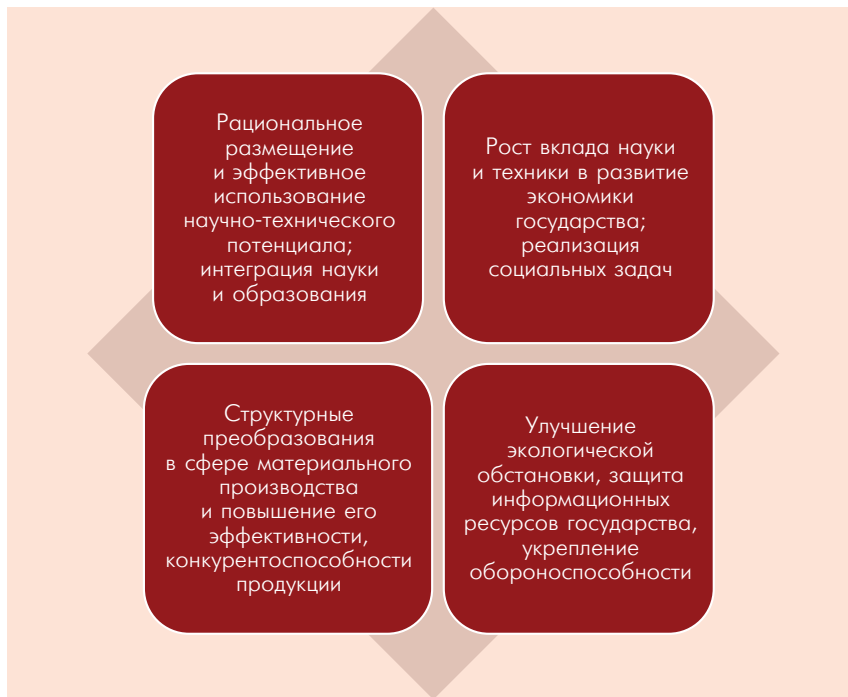 Рациональное
размещение
и эффективное
использование
научно-технического
потенциала;
интеграция науки
и образования
Рост вклада науки
и техники в развитие
экономики
государства;
реализация
социальных задач
Структурные
преобразования
в сфере материального
производства
и повышение его
эффективности,
конкурентоспособности
продукции
Улучшение
экологической
обстановки, защита
информационных
ресурсов государства,
укрепление
обороноспособности